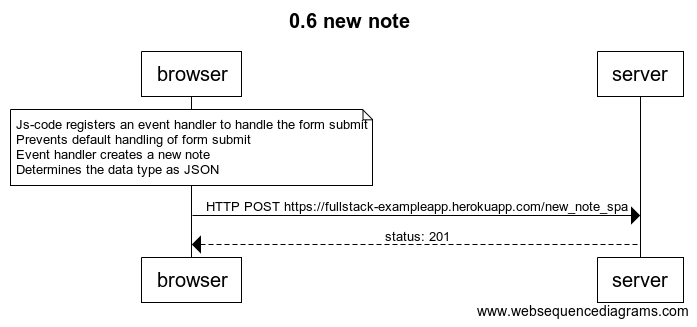 0.6 new note
browser
server
Js-code registers an event handler to handle the form submit
Prevents default handling of form submit
Event handler creates a new note
Determines the data type as JSON
HTTP POST https://fullstack-exampleapp.herokuapp.com/new_note_spa
status: 201
browser
server
www.websequencediagrams.com